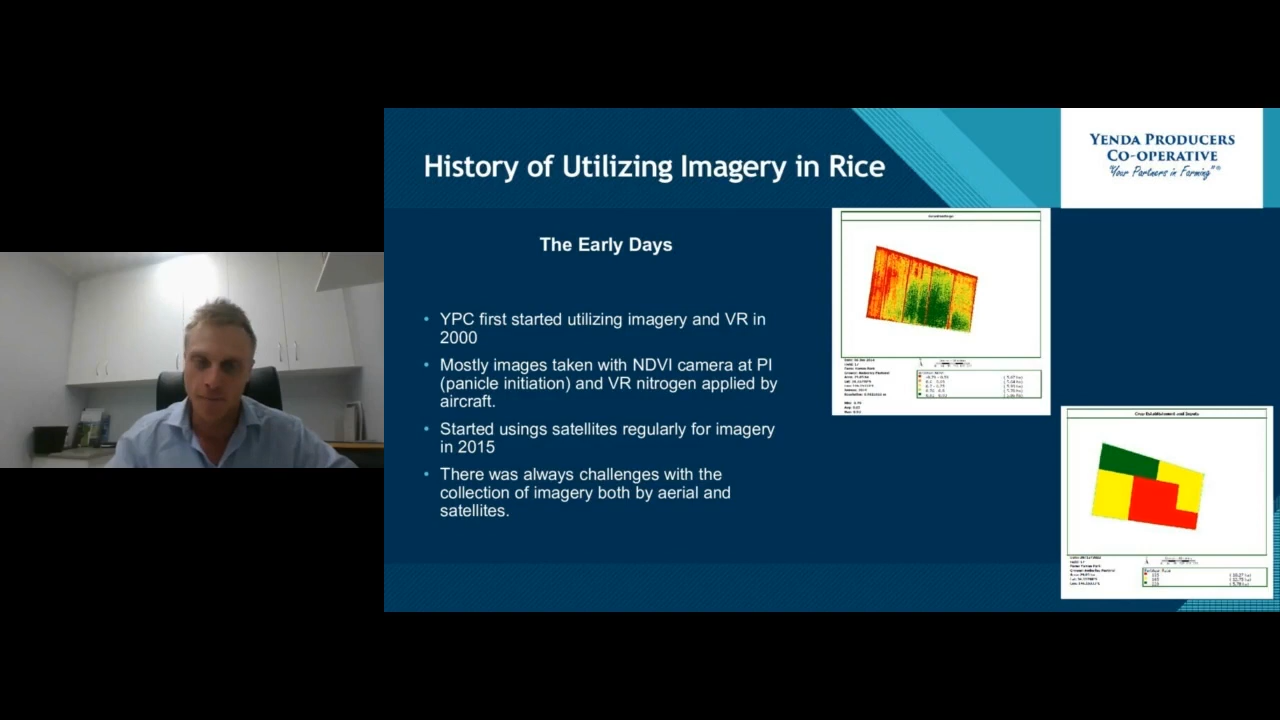 History of Utilizing Imagery in Rice
YENDA PRODUCERS
CO-OPERATIVE
"Your Partners in Farming"®
The Early Days
• YPC first started utilizing imagery and VR in
2000
• Mostly images taken with NDVI camera at PI
(panicle initiation) and VR nitrogen applied by
aircraft.
• Started usings satellites regularly for imagery
in 2015
• There was always challenges with the
collection of imagery both by aerial and
satellites.
Crop Establishment and Inputs